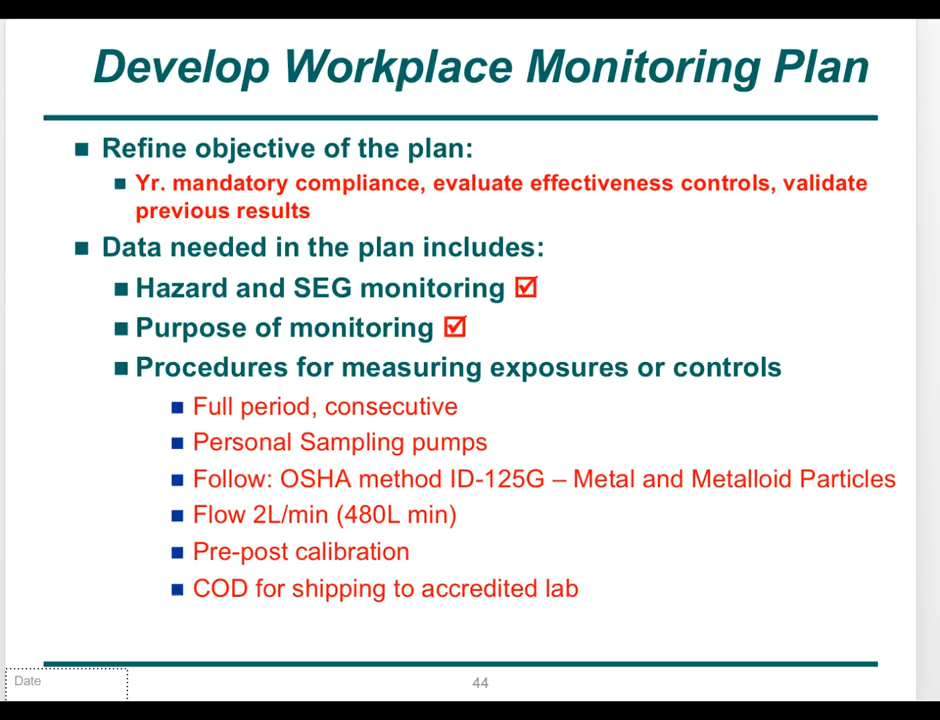 Develop Workplace Monitoring Plan
Refine objective of the plan:
Yr. mandatory compliance, evaluate effectiveness controls, validate
previous results
Data needed in the plan includes:
Hazard and SEG monitoring ☑
Purpose of monitoring ☑
Procedures for measuring exposures or controls
Full period, consecutive
Personal Sampling pumps
Follow: OSHA method ID-125G – Metal and Metalloid Particles
Flow 2L/min (480L min)
Pre-post calibration
COD for shipping to accredited lab
Date
44